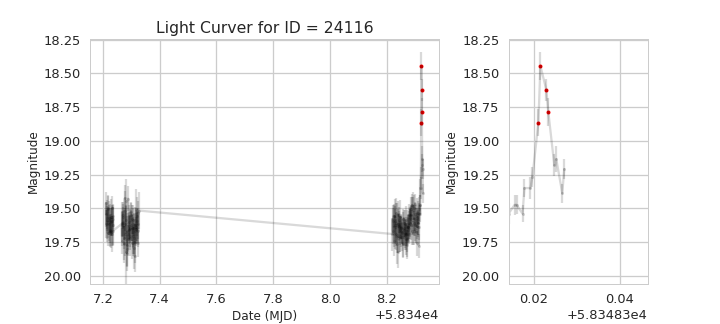 Light Curver for ID = 24116
18.25
18.50
18.75
19.00
19.25
19.50
19.75
20.00
Magnitude
7.2 7.4 7.6 7.8 8.0 8.2
Date (MJD) +5.834e4
18.25
18.50
18.75
19.00
19.25
19.50
19.75
20.00
Magnitude
0.02 0.04
+5.83483e4